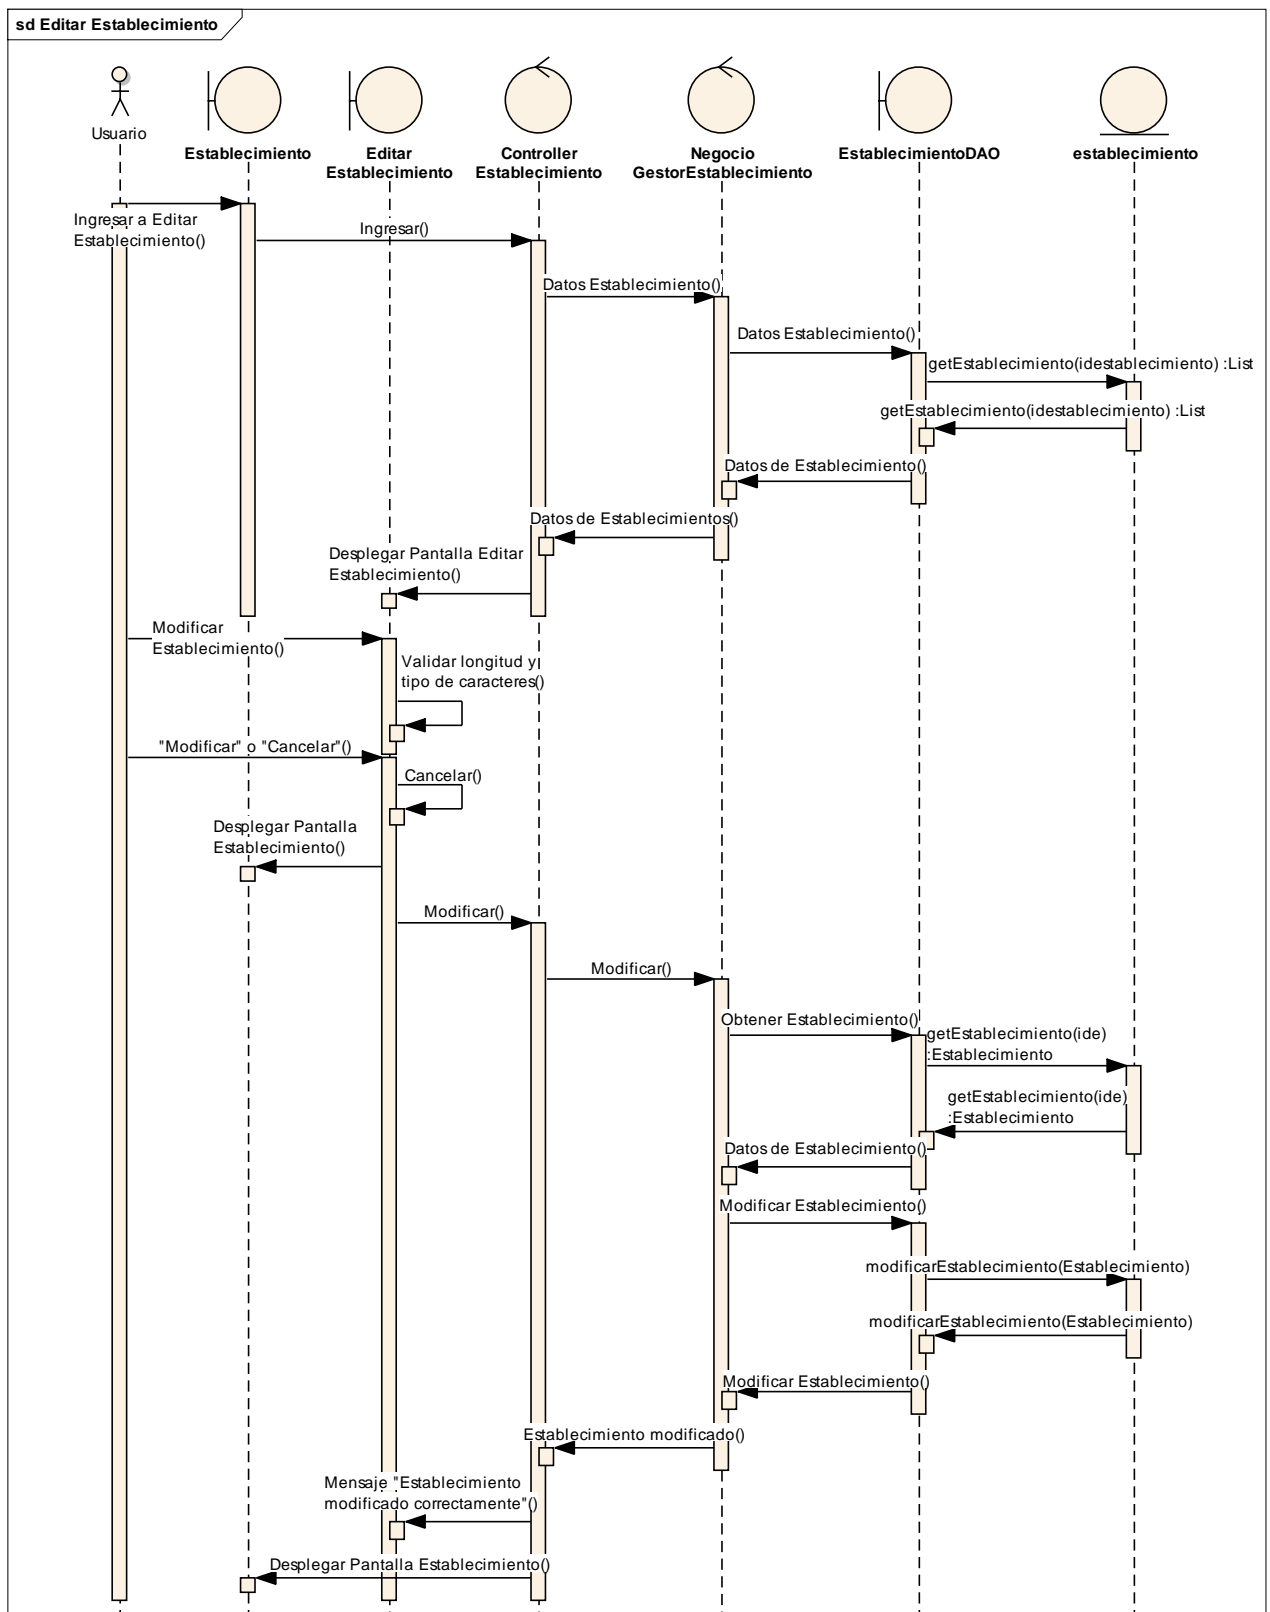 sd Editar Establecimiento
Usuario
Establecimiento
Editar
Establecimiento
Controller
Establecimiento
Negocio
GestorEstablecimiento
EstablecimientoDAO
establecimiento
Ingresar a Editar
Establecimiento()
Ingresar()
Datos Establecimiento()
Datos Establecimiento()
getEstablecimiento(idestablecimiento) :List
getEstablecimiento(idestablecimiento) :List
Datos de Establecimiento()
Datos de Establecimientos()
Desplegar Pantalla Editar
Establecimiento()
Modificar
Establecimiento()
Validar longitud y
tipo de caracteres()
"Modificar" o "Cancelar"()
Cancelar()
Desplegar Pantalla
Establecimiento()
Modificar()
Modificar()
Obtener Establecimiento()
getEstablecimiento(ide)
:Establecimiento
getEstablecimiento(ide)
:Establecimiento
Datos de Establecimiento()
Modificar Establecimiento()
modificarEstablecimiento(Establecimiento)
modificarEstablecimiento(Establecimiento)
Modificar Establecimiento()
Establecimiento modificado()
Mensaje "Establecimiento
modificado correctamente"()
Desplegar Pantalla Establecimiento()